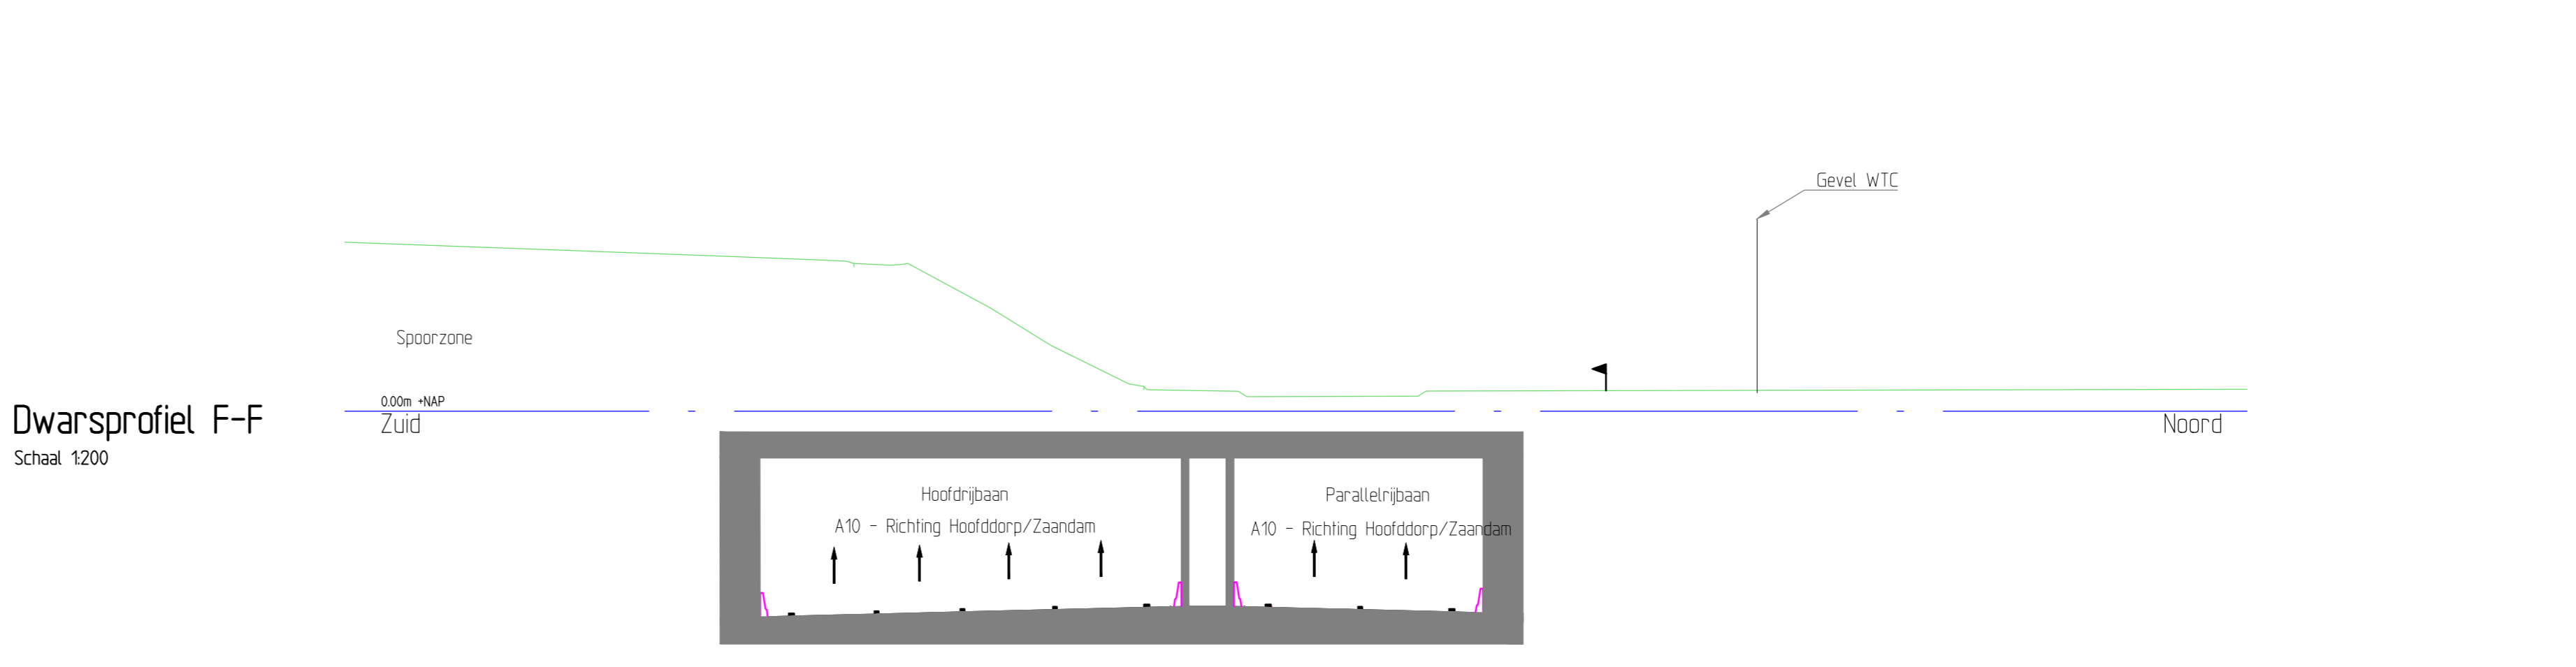 Gevel WTC
Spoorzone
0.00m +NAP
Dwarsprofiel F-F
Zuid
Noord
Schaal 1:200
Hoofdrijbaan
Parallelrijbaan
A10 - Richting Hoofddorp/Zaandam
A10 - Richting Hoofddorp/Zaandam